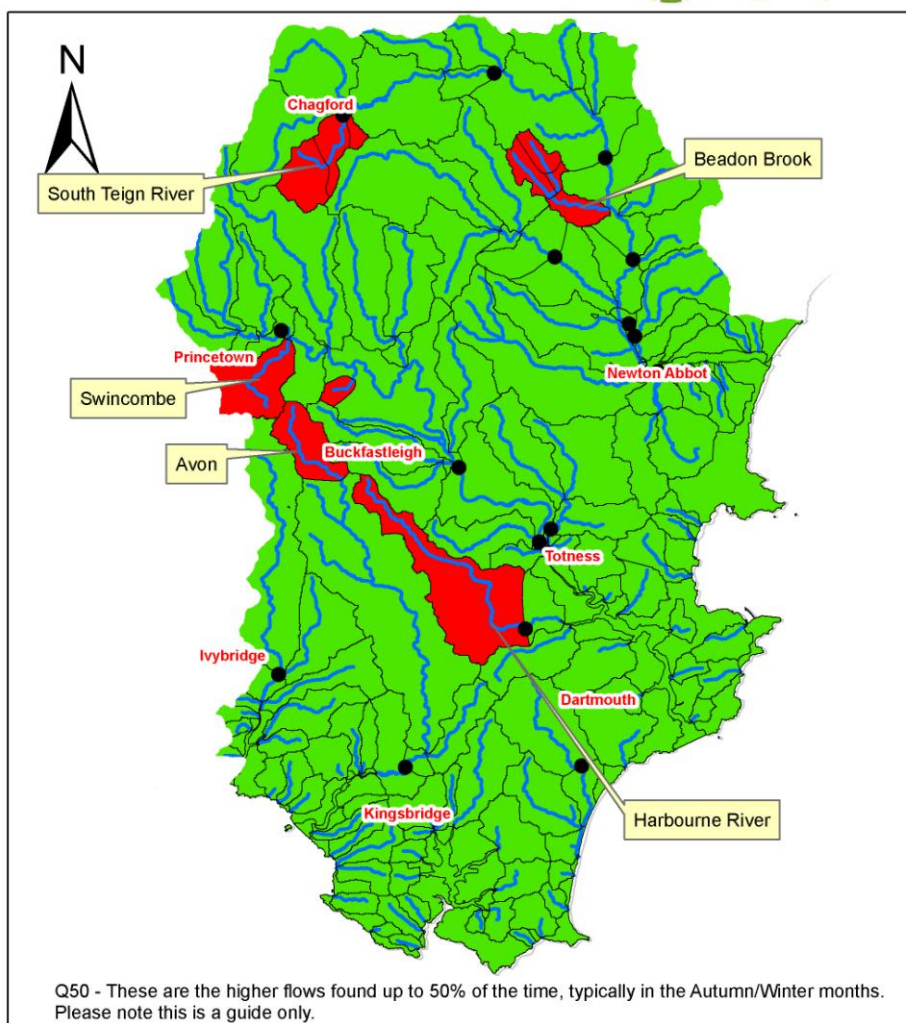 N
Chagford
South Teign River
Beadon Brook
Princetown
Newton Abbot
Swincombe
Avon
Buckfastleigh
Totness
Ivybridge
Dartmouth
Kingsbridge
Harbourne River
Q50 - These are the higher flows found up to 50% of the time, typically in the Autumn/Winter months.
Please note this is a guide only.